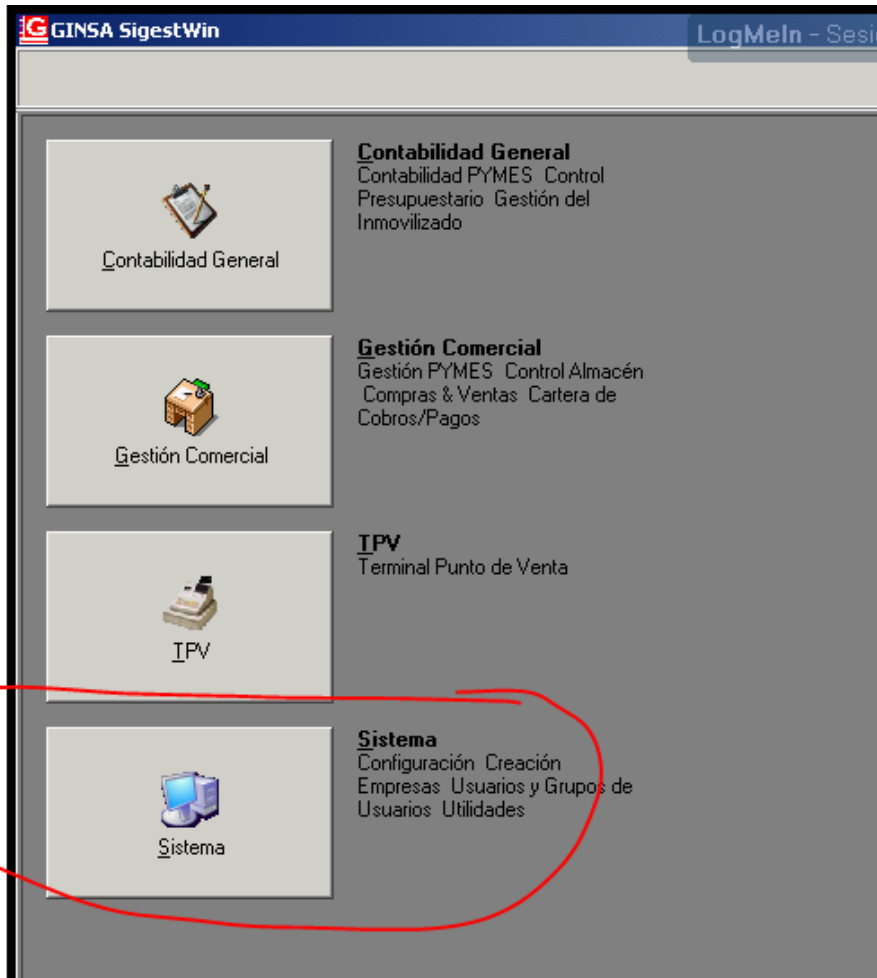 GINSA SigestWin
LogMeIn - Sesi
Contabilidad General
Contabilidad General
Contabilidad PYMES Control
Presupuestario Gestión del
Inmovilizado
Gestión Comercial
Gestión Comercial
Gestión PYMES Control Almacén
Compras & Ventas Cartera de
Cobros/Pagos
TPV
TPV
Terminal Punto de Venta
Sistema
Sistema
Configuración Creación
Empresas Usuarios y Grupos de
Usuarios Utilidades